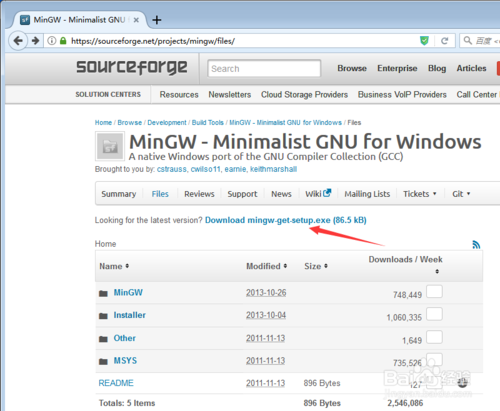 MinGW - Minimalist GNU f
https://sourceforge.net/projects/mingw/files/
百度
sourceforge
Search
Browse Enterprise Blog Articles
SOLUTION CENTERS Resources Newsletters Cloud Storage Providers Business VoIP Providers Call Center
Home / Browse / Development / Build Tools / MinGW - Minimalist GNU for Windows / Files
MinGW - Minimalist GNU for Windows
A native Windows port of the GNU Compiler Collection (GCC)
Brought to you by: cstrauss, cwilso11, earnie, keithmarshall
Summary Files Reviews Support News Wiki Mailing Lists Tickets Git
Looking for the latest version? Download mingw-get-setup.exe (86.5 kB)
Home
Name Modified Size Downloads / Week
MinGW 2013-10-26 748,449
Installer 2013-10-04 1,060,335
Other 2011-11-13 1,649
MSYS 2011-11-13 735,526
README 2011-11-13 896 Bytes 127
Totals: 5 Items 896 Bytes 2,546,086